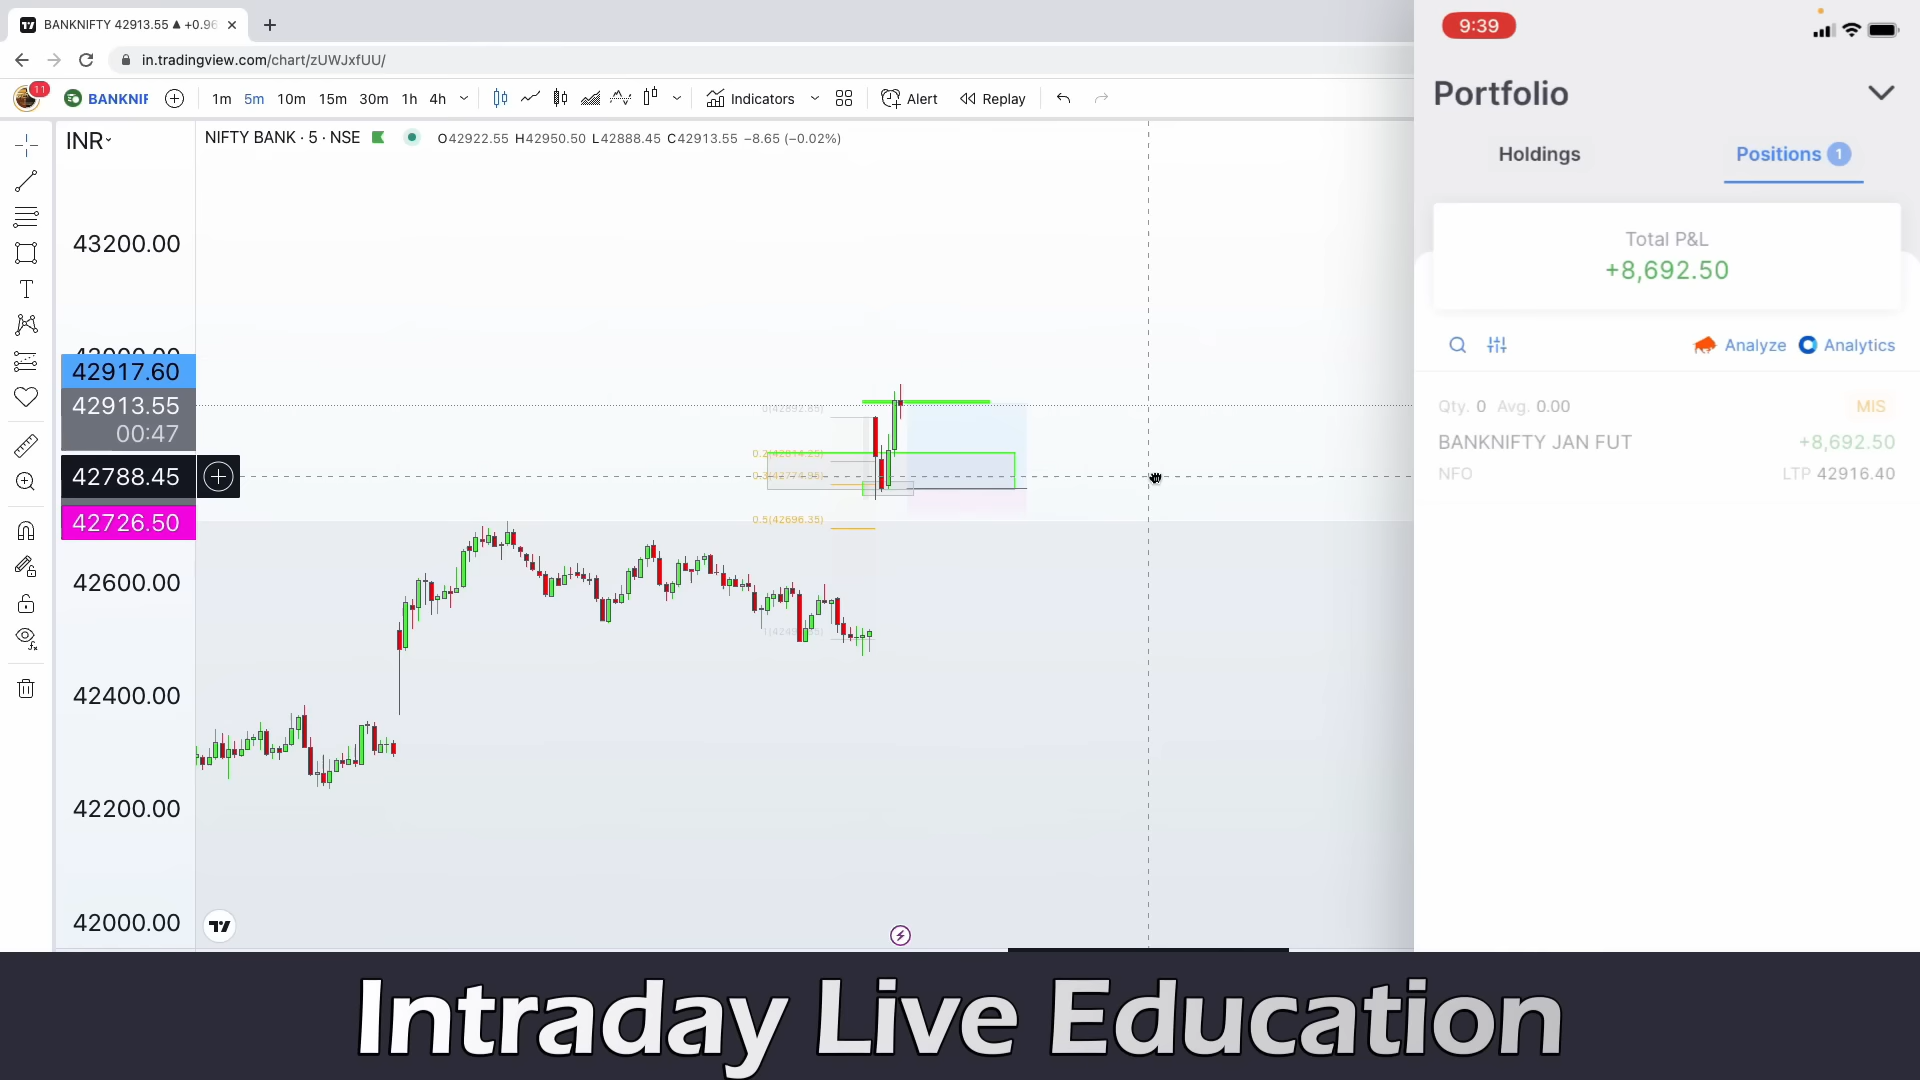 BANKNIFTY 42913.55 ▲ +0.96
in.tradingview.com/chart/zUWJxfUU/
11
BANKNIF
1m 5m 10m 15m 30m 1h 4h
Indicators
Alert
Replay
INR
NIFTY BANK · 5 · NSE
O42922.55 H42950.50 L42888.45 C42913.55 −8.65 (−0.02%)
43200.00
42917.60
42913.55
00:47
42788.45
42726.50
42600.00
42400.00
42200.00
42000.00
0(42892.85)
0.5(42696.35)
9:39
Portfolio
Holdings
Positions 1
Total P&L
+8,692.50
Analyze
Analytics
Qty. 0 Avg. 0.00
MIS
BANKNIFTY JAN FUT
+8,692.50
NFO
LTP 42916.40
Intraday Live Education